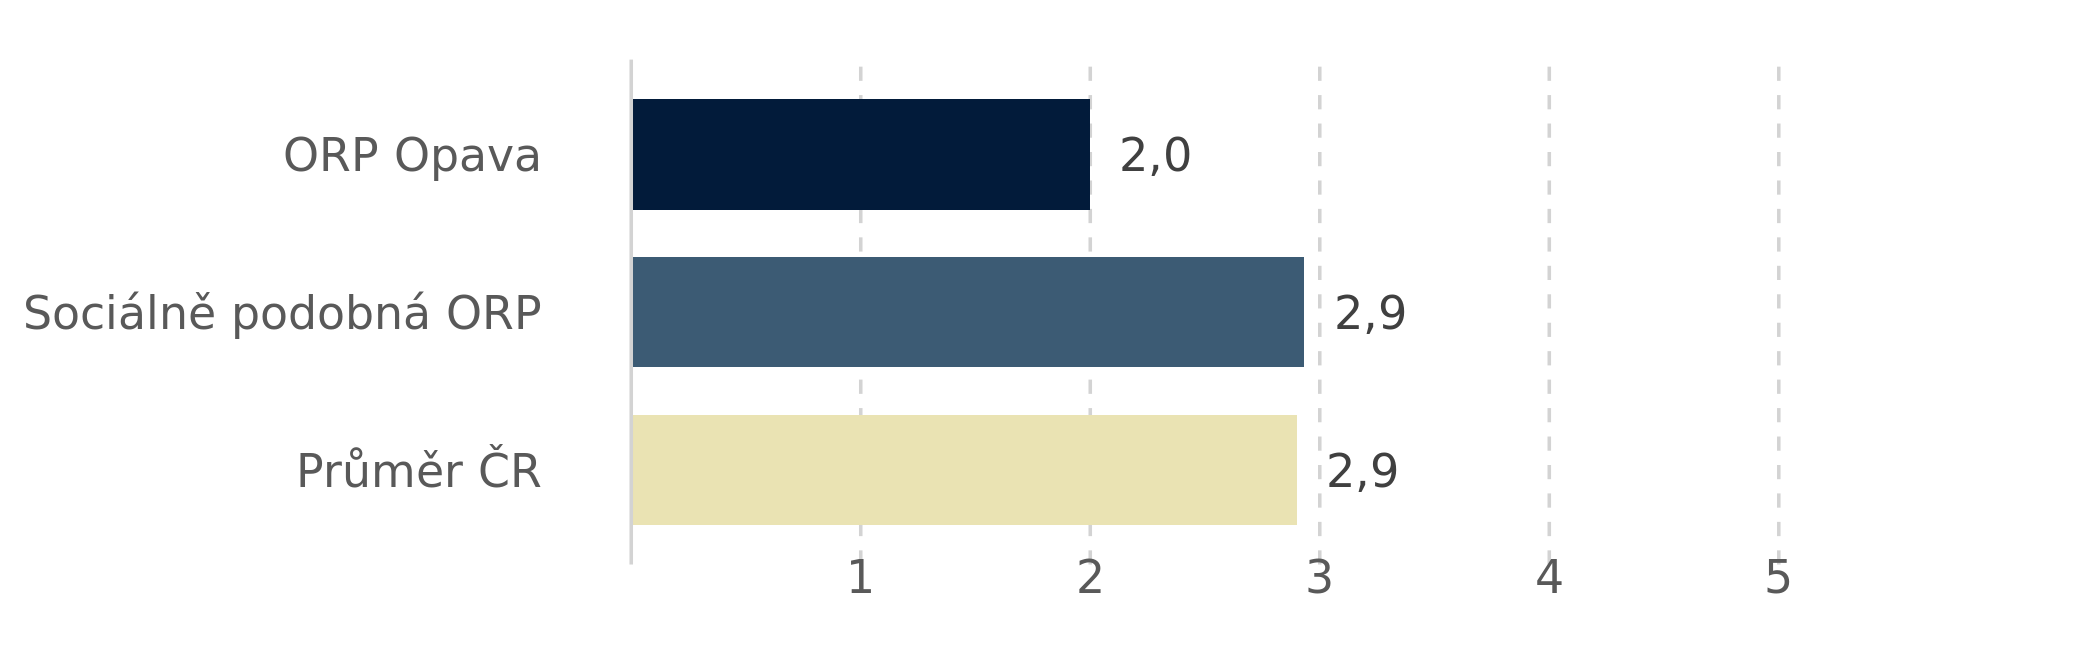 ORP Opava 2,0
Sociálně podobná ORP 2,9
Průměr ČR 2,9
1 2 3 4 5